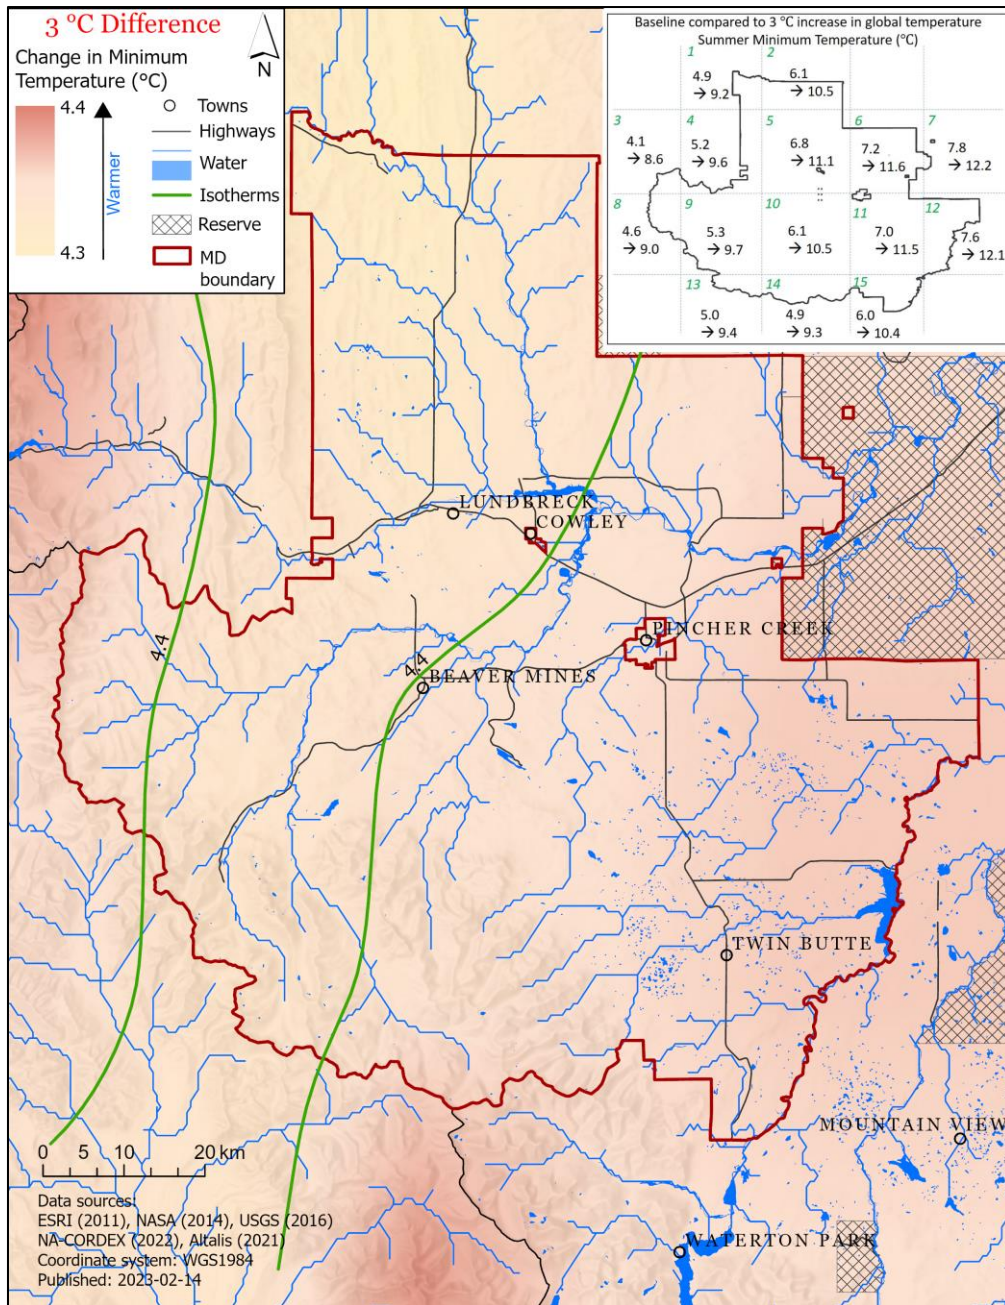 3 °C Difference
Change in Minimum
Temperature (°C)
N
4.4
Warmer
4.3
Towns
Highways
Water
Isotherms
Reserve
MD
boundary
Baseline compared to 3 °C increase in global temperature
Summer Minimum Temperature (°C)
1
2
4.9
→ 9.2
6.1
→ 10.5
3
4
5
6
7
4.1
→ 8.6
5.2
→ 9.6
6.8
→ 11.1
7.2
→ 11.6
7.8
→ 12.2
8
9
10
11
12
4.6
→ 9.0
5.3
→ 9.7
6.1
→ 10.5
7.0
→ 11.5
7.6
→ 12.1
13
14
15
5.0
→ 9.4
4.9
→ 9.3
6.0
→ 10.4
LUNDBRECK
COWLEY
PINCHER CREEK
4.4
4.4
BEAVER MINES
TWIN BUTTE
MOUNTAIN VIEW
WATERTON PARK
0 5 10 20 km
Data sources:
ESRI (2011), NASA (2014), USGS (2016)
NA-CORDEX (2022), Altalis (2021)
Coordinate system: WGS1984
Published: 2023-02-14